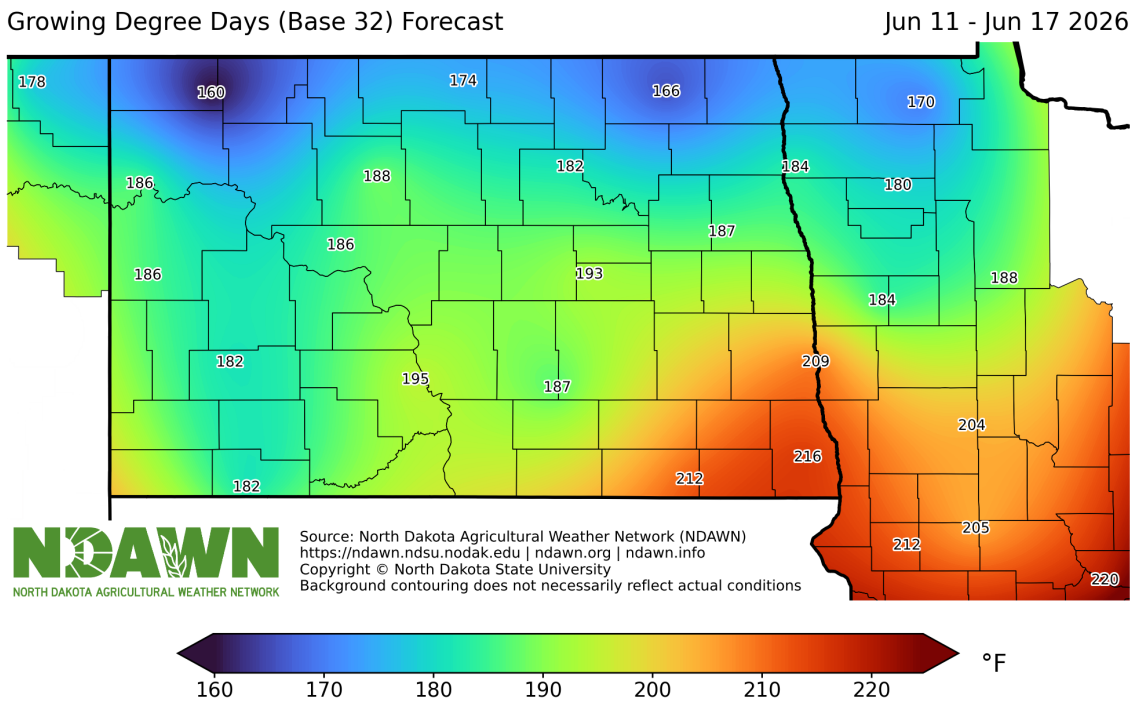 Growing Degree Days (Base 32) Forecast
Jun 11 - Jun 17 2026
178
160
174
166
170
186
188
182
184
180
186
187
186
193
188
184
182
209
195
187
204
216
212
182
205
212
220
NDAWN
NORTH DAKOTA AGRICULTURAL WEATHER NETWORK
Source: North Dakota Agricultural Weather Network (NDAWN)
https://ndawn.ndsu.nodak.edu | ndawn.org | ndawn.info
Copyright © North Dakota State University
Background contouring does not necessarily reflect actual conditions
160 170 180 190 200 210 220
°F